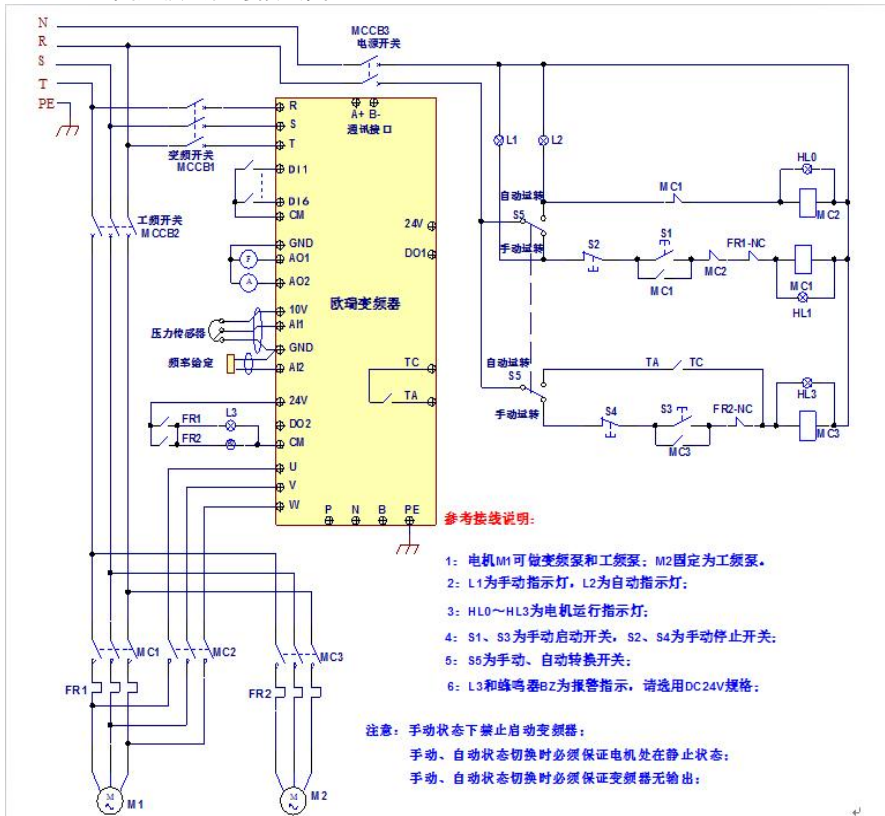 N
R
S
T
PE
MCCB3
电源开关
变频开关
MCCB1
工频开关
MCCB2
R
S
T
DI1
DI6
CM
GND
AO1
AO2
10V
AI1
GND
AI2
24V
DO2
CM
U
V
W
A+ B-
通讯接口
24V
DO1
欧瑞变频器
TC
TA
P N B PE
F
A
压力传感器
频率给定
FR1
L3
FR2
L1
L2
自动运转
S5
手动运转
MC1
HL0
MC2
S2
S1
MC1
MC2
FR1-NC
MC1
HL1
自动运转
S5
手动运转
TA
TC
S4
S3
MC3
FR2-NC
HL3
MC3
MC1
MC2
MC3
FR1
FR2
M
M1
M
M2
参考接线说明:
1: 电机M1可做变频泵和工频泵; M2固定为工频泵。
2: L1为手动指示灯, L2为自动指示灯;
3: HL0～HL3为电机运行指示灯;
4: S1、S3为手动启动开关, S2、S4为手动停止开关;
5: S5为手动、自动转换开关;
6: L3和蜂鸣器BZ为报警指示, 请选用DC24V规格;
注意: 手动状态下禁止启动变频器;
手动、自动状态切换时必须保证电机处在静止状态;
手动、自动状态切换时必须保证变频器无输出;